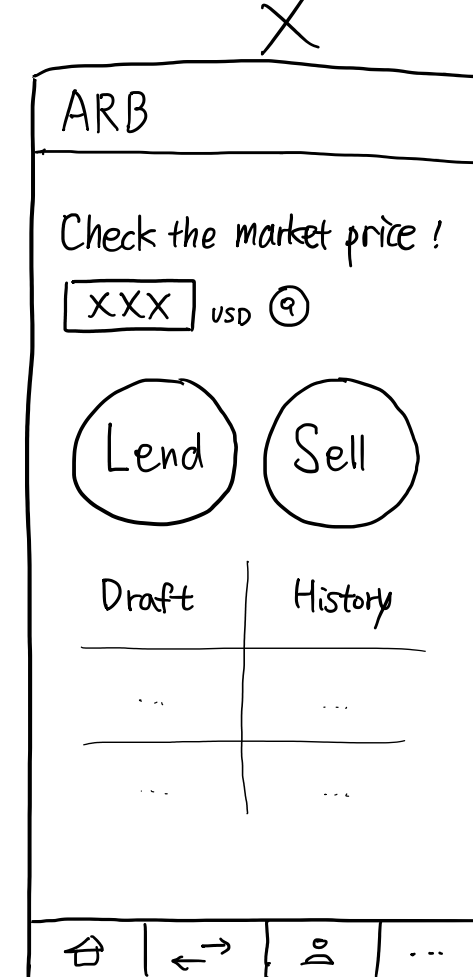 X
ARB
Check the market price!
XXX USD
Lend Sell
Draft History
... ...
... ...
...